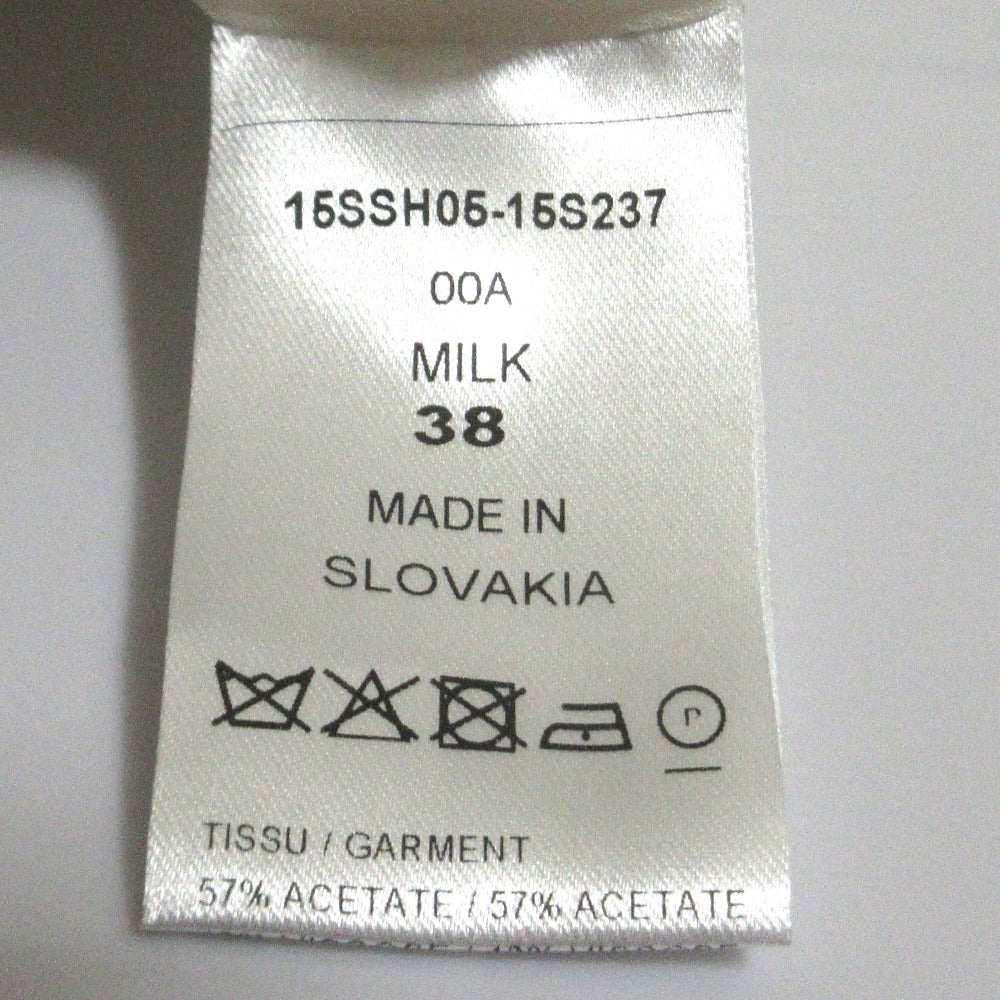 15SSH05-15S237
00A
MILK
38
MADE IN
SLOVAKIA
P
TISSU / GARMENT
57% ACETATE / 57% ACETATE